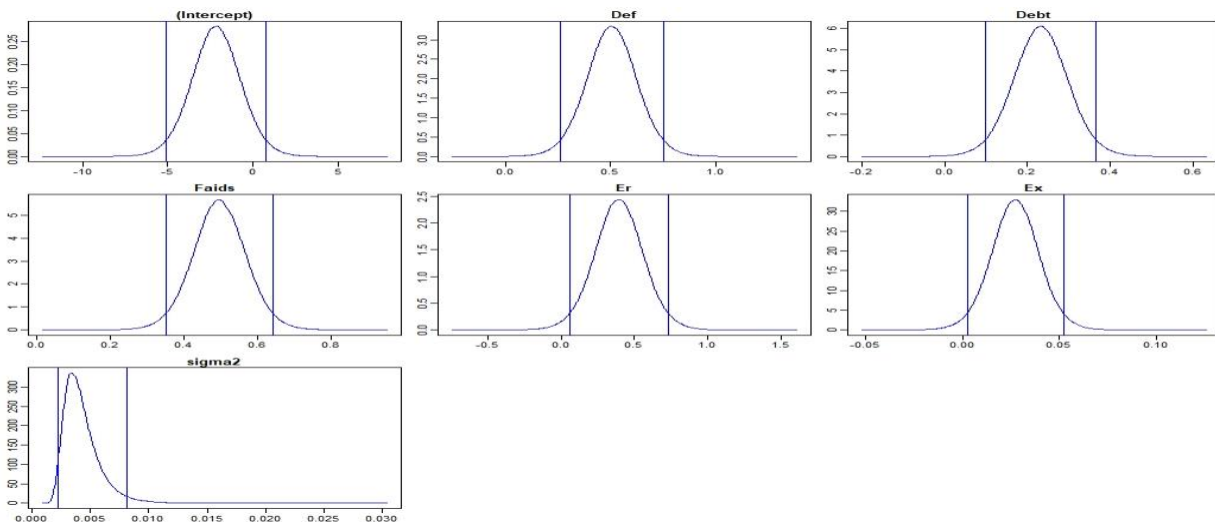 (Intercept)
0.00 0.05 0.10 0.15 0.20 0.25
-10 -5 0 5
Def
0.0 0.5 1.0 1.5 2.0 2.5 3.0
0.0 0.5 1.0
Debt
0 1 2 3 4 5 6
-0.2 0.0 0.2 0.4 0.6
Faids
0 1 2 3 4 5
0.0 0.2 0.4 0.6 0.8
Er
0.0 0.5 1.0 1.5 2.0 2.5
-0.5 0.0 0.5 1.0 1.5
Ex
0 5 10 15 20 25 30
-0.05 0.00 0.05 0.10
sigma2
0 50 100 150 200 250 300
0.000 0.005 0.010 0.015 0.020 0.025 0.030